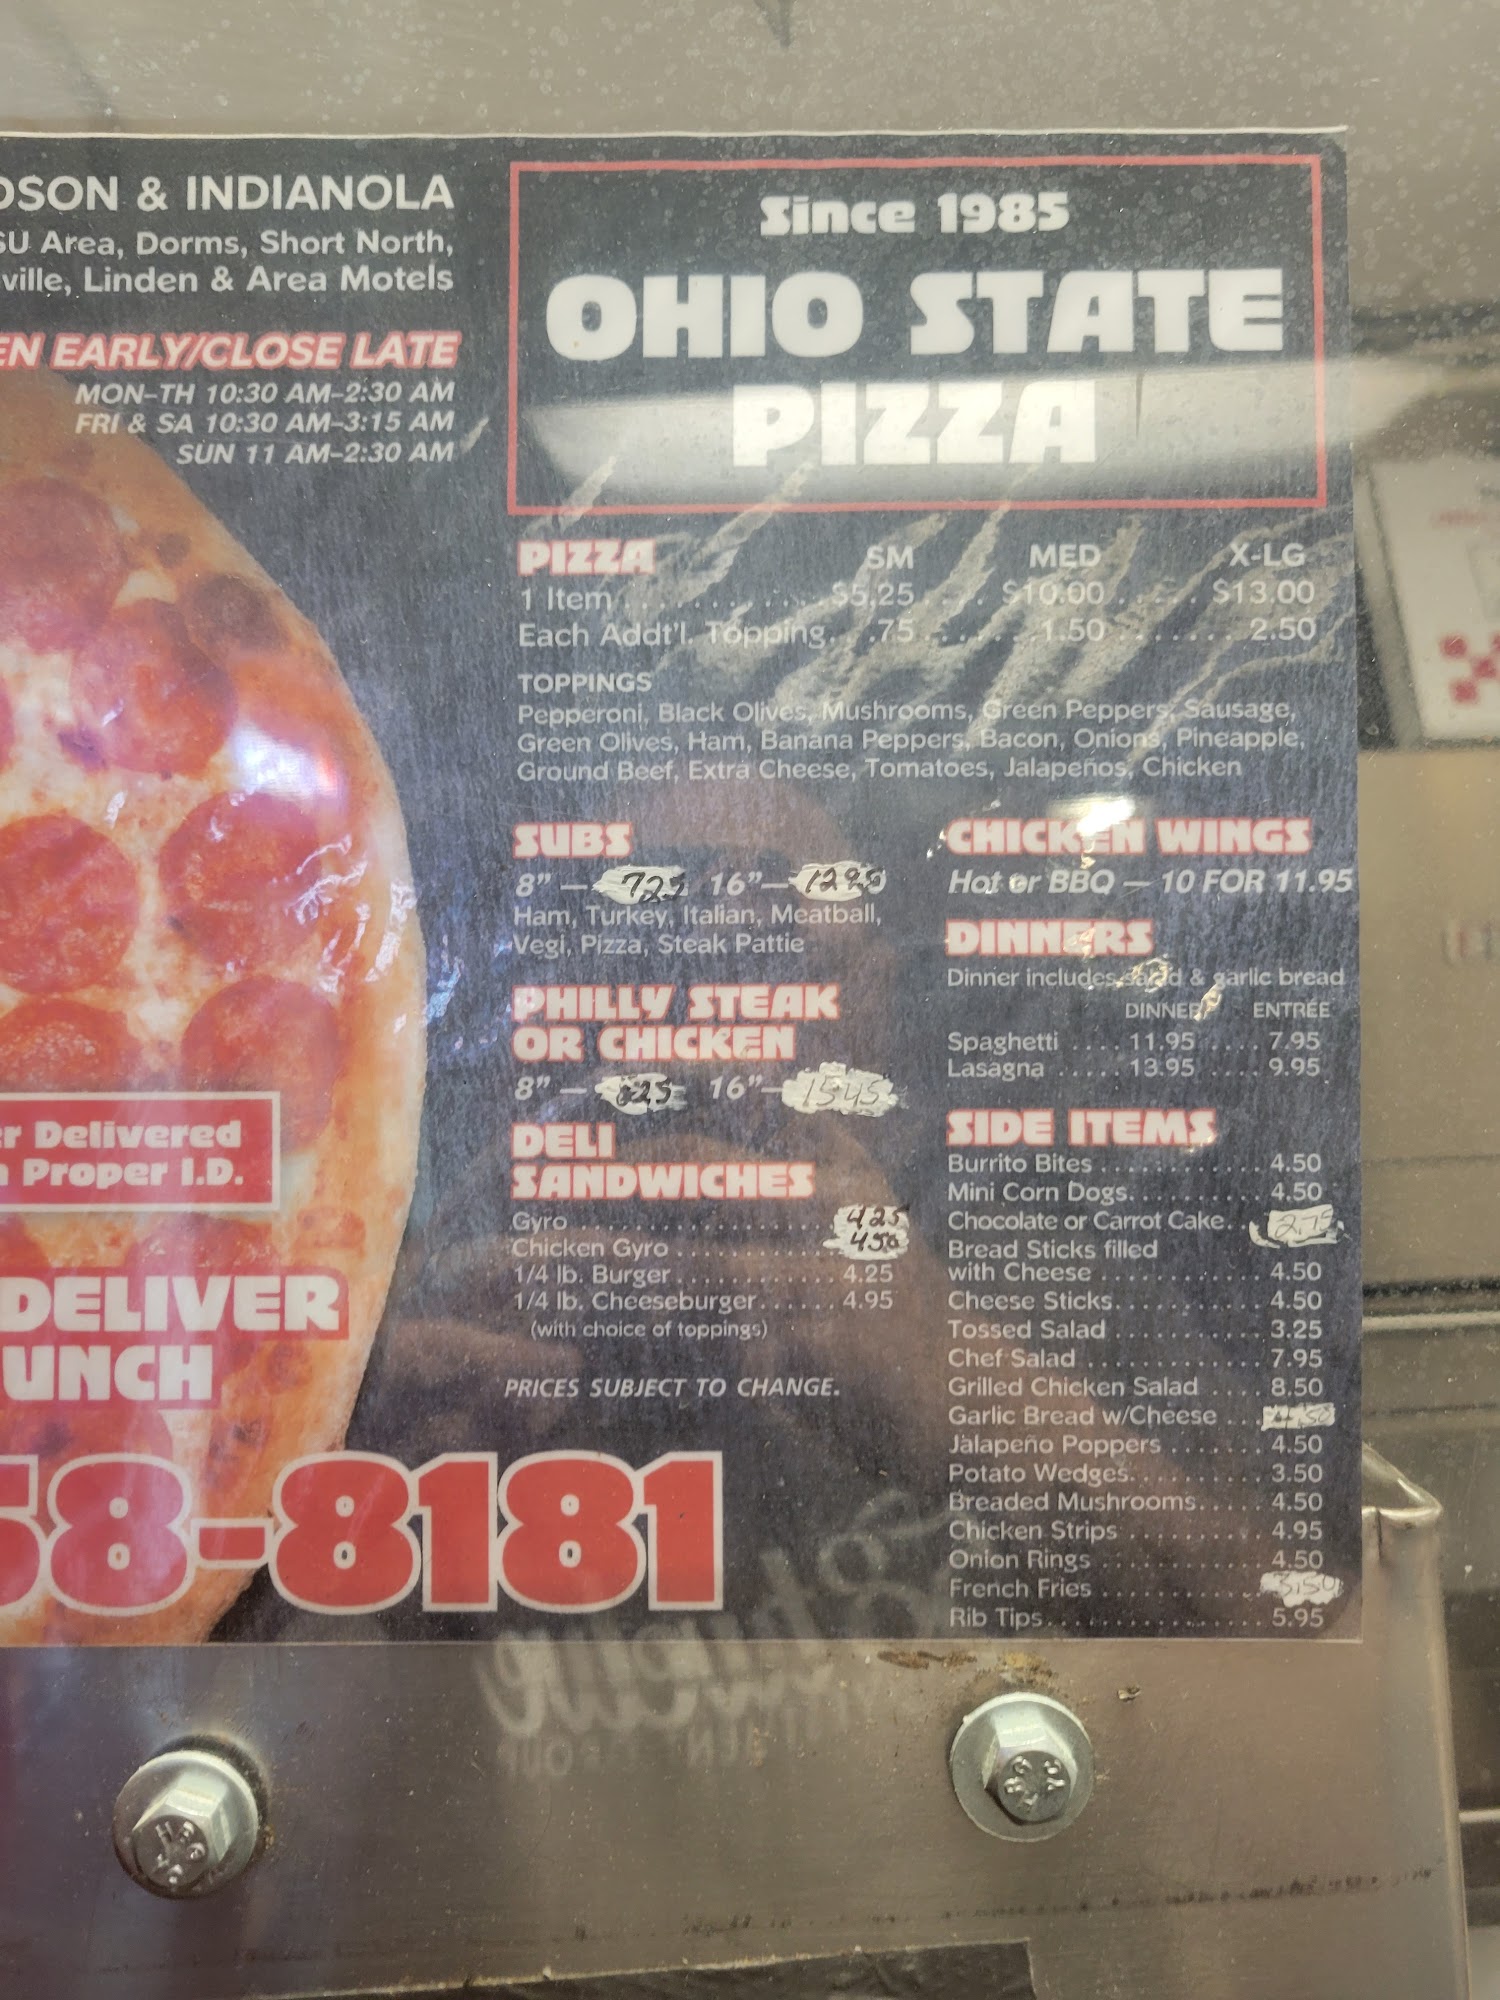 DSON & INDIANOLA
SU Area, Dorms, Short North,
ville, Linden & Area Motels
EN EARLY/CLOSE LATE
MON–TH 10:30 AM–2:30 AM
FRI & SA 10:30 AM–3:15 AM
SUN 11 AM–2:30 AM
r Delivered
Proper I.D.
DELIVER
UNCH
58-8181
Since 1985
OHIO STATE
PIZZA
PIZZA SM MED X-LG
1 Item $5.25 $10.00 $13.00
Each Addt'l. Topping .75 1.50 2.50
TOPPINGS
Pepperoni, Black Olives, Mushrooms, Green Peppers, Sausage,
Green Olives, Ham, Banana Peppers, Bacon, Onions, Pineapple,
Ground Beef, Extra Cheese, Tomatoes, Jalapeños, Chicken
SUBS
8” — 725 16” —
Ham, Turkey, Italian, Meatball,
Vegi, Pizza, Steak Pattie
PHILLY STEAK
OR CHICKEN
8” — 16” — 1545
DELI
SANDWICHES
Gyro 425
Chicken Gyro 450
1/4 lb. Burger 4.25
1/4 lb. Cheeseburger 4.95
(with choice of toppings)
PRICES SUBJECT TO CHANGE.
CHICKEN WINGS
Hot or BBQ — 10 FOR 11.95
DINNERS
Dinner includes salad & garlic bread
DINNER ENTRÉE
Spaghetti 11.95 7.95
Lasagna 13.95 9.95
SIDE ITEMS
Burrito Bites 4.50
Mini Corn Dogs 4.50
Chocolate or Carrot Cake 2.75
Bread Sticks filled
with Cheese 4.50
Cheese Sticks 4.50
Tossed Salad 3.25
Chef Salad 7.95
Grilled Chicken Salad 8.50
Garlic Bread w/Cheese
Jalapeño Poppers 4.50
Potato Wedges 3.50
Breaded Mushrooms 4.50
Chicken Strips 4.95
Onion Rings 4.50
French Fries 3.50
Rib Tips 5.95